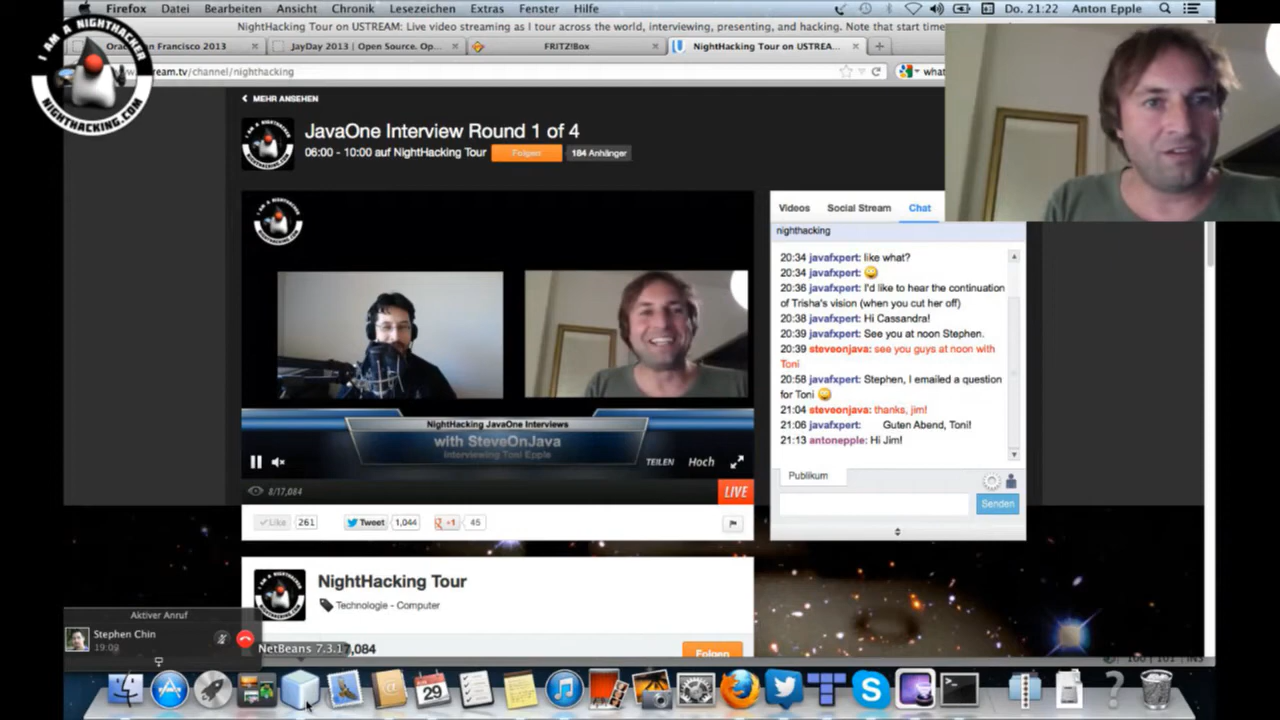 Firefox Datei Bearbeiten Ansicht Chronik Lesezeichen Extras Fenster Hilfe Do. 21:22 Anton Epple
NightHacking Tour on USTREAM: Live video streaming as I tour across the world, interviewing, presenting, and hacking. Note that start time
JayDay 2013 | Open Source. Op...
FRITZ!Box
NightHacking Tour on USTREA...
I AM A NIGHTHACKER
NIGHTHACKING.COM
stream.tv/channel/nighthacking
what
MEHR ANSEHEN
JavaOne Interview Round 1 of 4
06:00 - 10:00 auf NightHacking Tour Folgen 184 Anhänger
Videos Social Stream Chat
nighthacking
20:34 javafxpert: like what?
20:34 javafxpert:
20:36 javafxpert: I'd like to hear the continuation
of Trisha's vision (when you cut her off)
20:38 javafxpert: Hi Cassandra!
20:39 javafxpert: See you at noon Stephen.
20:39 steveonjava: see you guys at noon with
Toni
20:58 javafxpert: Stephen, I emailed a question
for Toni
21:04 steveonjava: thanks, jim!
21:06 javafxpert: Guten Abend, Toni!
21:13 antonepple: Hi Jim!
Publikum
Senden
NightHacking JavaOne Interviews
with SteveOnJava
Interviewing Toni Epple
TEILEN Hoch
8/17,084
LIVE
Like 261 Tweet 1,044 +1 45
NightHacking Tour
Technologie - Computer
Folgen
Aktiver Anruf
Stephen Chin
19:09
NetBeans 7.3.1
7,084
29